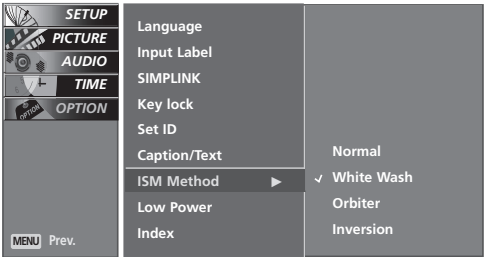 SETUP
PICTURE
AUDIO
TIME
OPTION
OPTION
MENU Prev.
Language
Input Label
SIMPLINK
Key lock
Set ID
Caption/Text
ISM Method ▶
Low Power
Index
Normal
✓ White Wash
Orbiter
Inversion